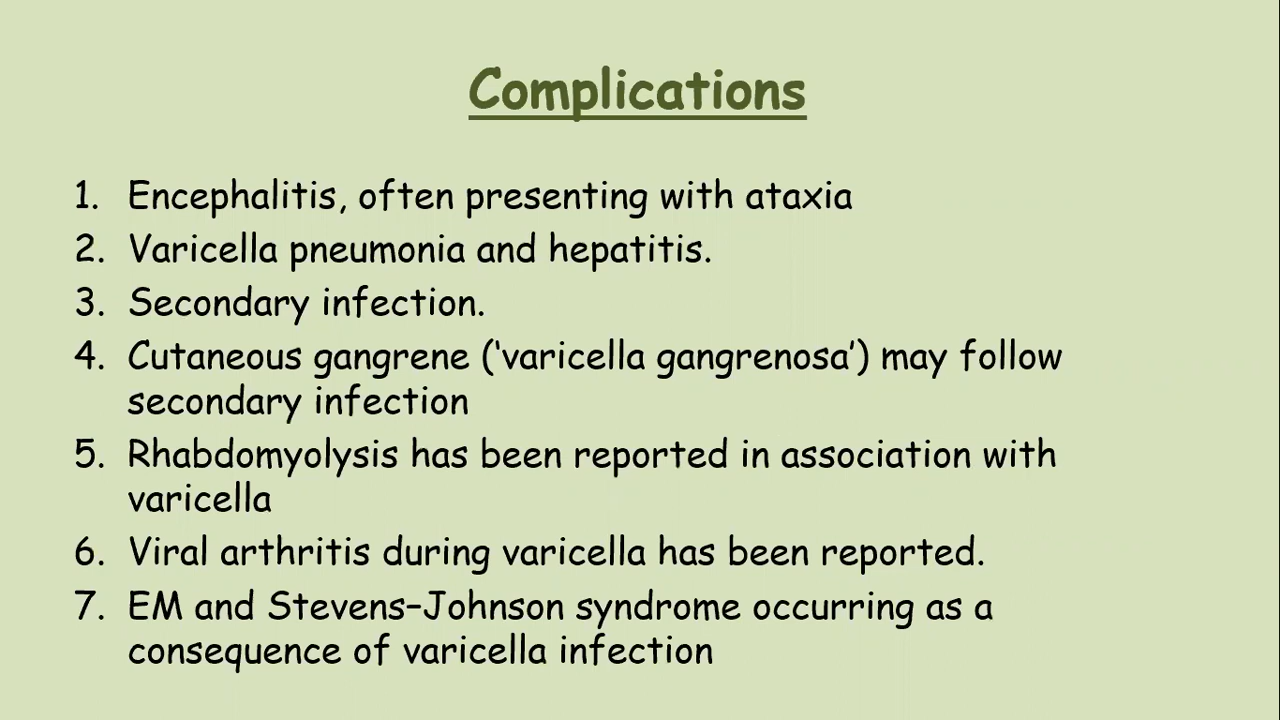 Complications
1. Encephalitis, often presenting with ataxia
2. Varicella pneumonia and hepatitis.
3. Secondary infection.
4. Cutaneous gangrene (‘varicella gangrenosa’) may follow
secondary infection
5. Rhabdomyolysis has been reported in association with
varicella
6. Viral arthritis during varicella has been reported.
7. EM and Stevens–Johnson syndrome occurring as a
consequence of varicella infection